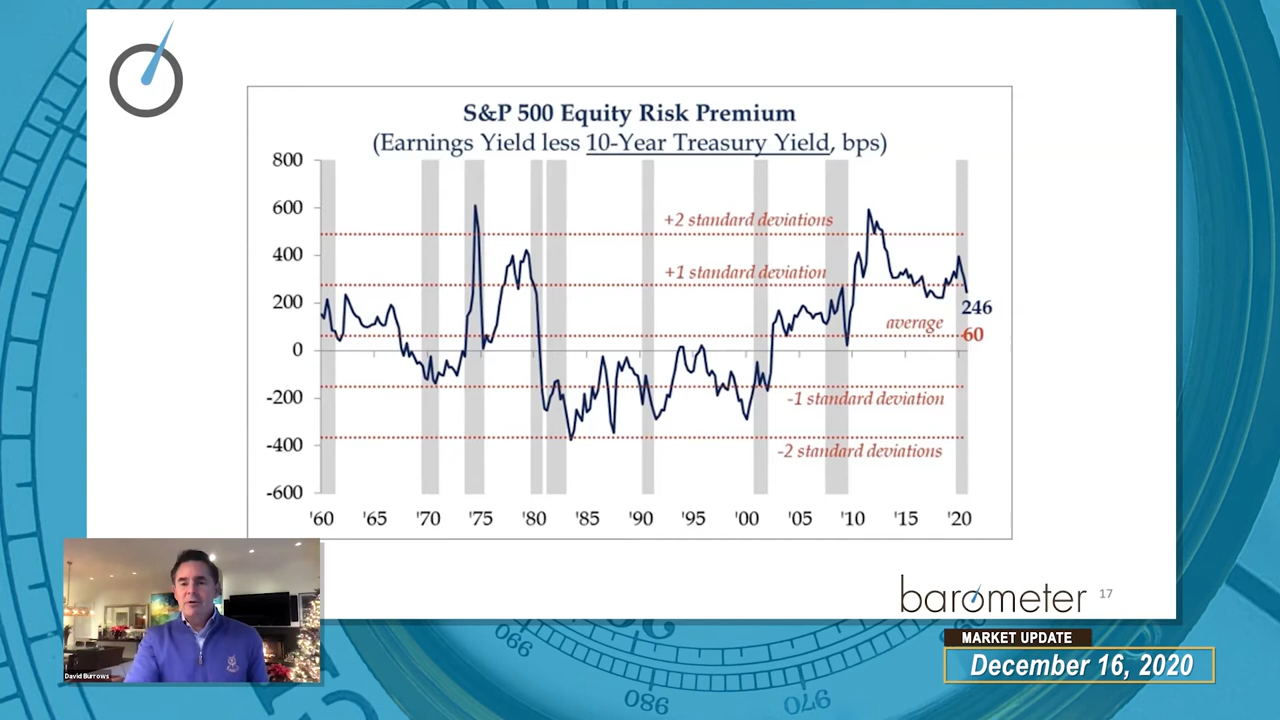 S&P 500 Equity Risk Premium
(Earnings Yield less 10-Year Treasury Yield, bps)
800
600
400
200
0
-200
-400
-600
+2 standard deviations
+1 standard deviation
246
average
60
-1 standard deviation
-2 standard deviations
'60 '65 '70 '75 '80 '85 '90 '95 '00 '05 '10 '15 '20
barometer 17
David Burrows
MARKET UPDATE
December 16, 2020
990
980
970